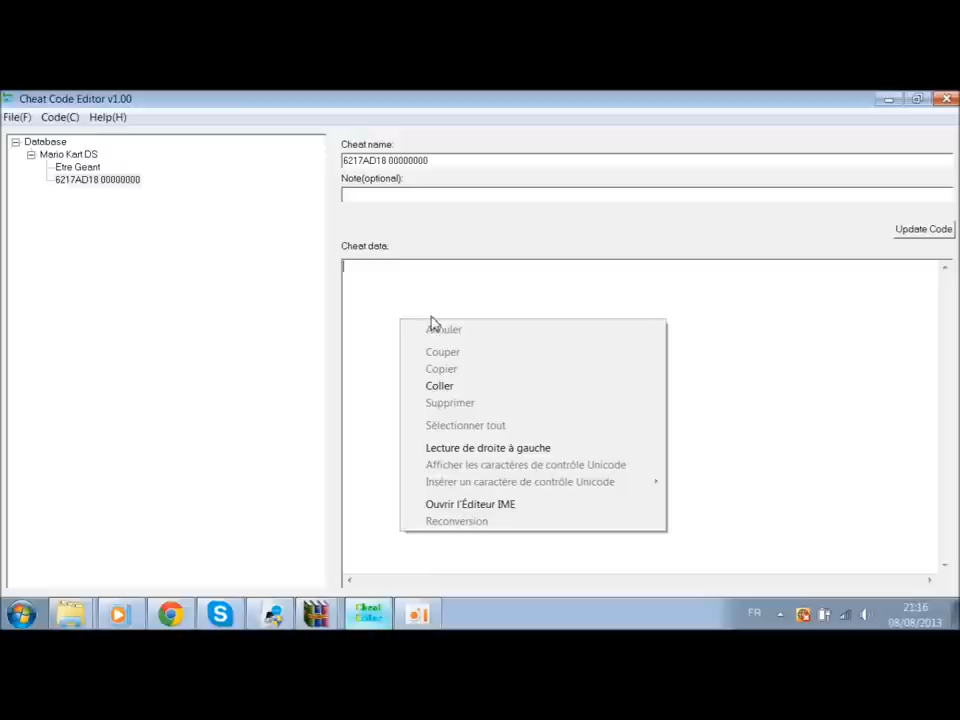 Cheat Code Editor v1.00
File(F) Code(C) Help(H)
Database
Mario Kart DS
Etre Geant
6217AD18 00000000
Cheat name:
6217AD18 00000000
Note(optional):
Update Code
Cheat data:
Annuler
Couper
Copier
Coller
Supprimer
Sélectionner tout
Lecture de droite à gauche
Afficher les caractères de contrôle Unicode
Insérer un caractère de contrôle Unicode
Ouvrir l'Éditeur IME
Reconversion
Cheat
FR
21:16
08/08/2013